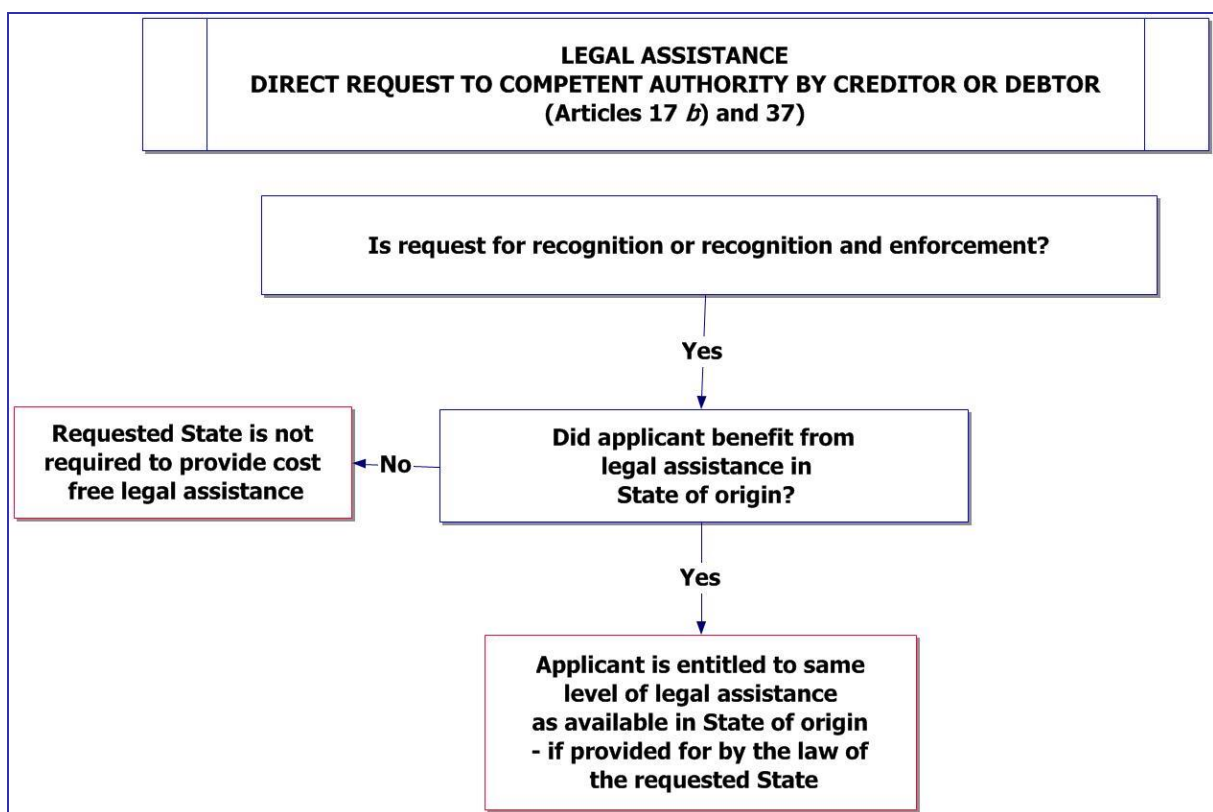 LEGAL ASSISTANCE
DIRECT REQUEST TO COMPETENT AUTHORITY BY CREDITOR OR DEBTOR
(Articles 17 b) and 37)
Is request for recognition or recognition and enforcement?
Yes
Did applicant benefit from
legal assistance in
State of origin?
No
Requested State is not
required to provide cost
free legal assistance
Yes
Applicant is entitled to same
level of legal assistance
as available in State of origin
- if provided for by the law of
the requested State